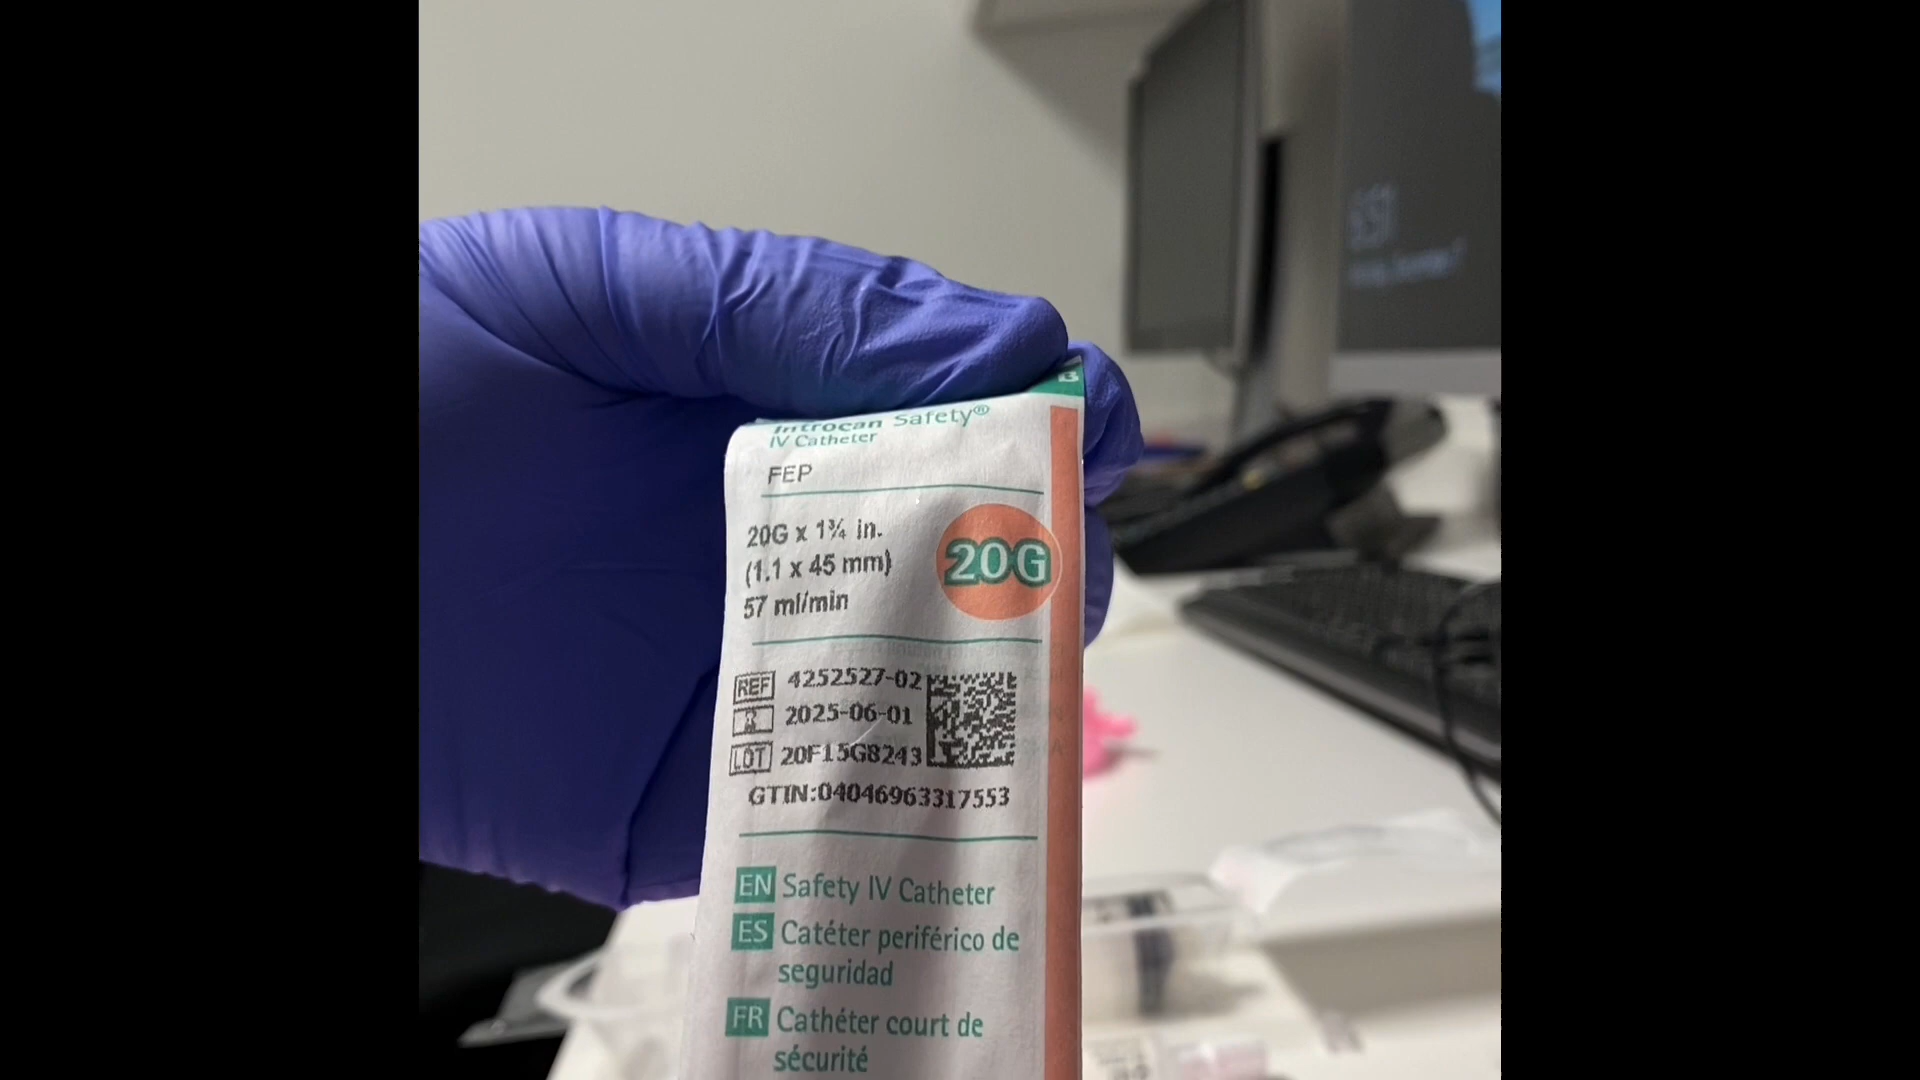 B
Introcan Safety®
IV Catheter
FEP
20G x 1¾ in.
(1.1 x 45 mm)
57 ml/min
20G
REF 4252527-02
2025-06-01
LOT 20F15G8243
GTIN:04046963317553
EN Safety IV Catheter
ES Catéter periférico de
seguridad
FR Cathéter court de
sécurité